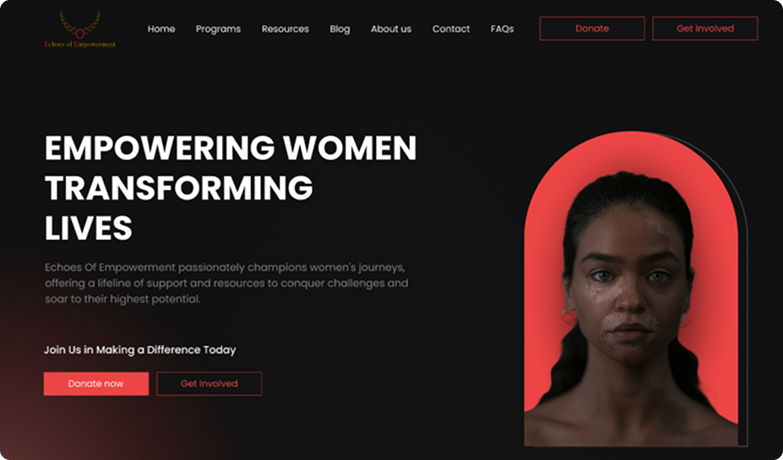 Echoes of Empowerment
Home Programs Resources Blog About us Contact FAQs Donate Get Involved
EMPOWERING WOMEN
TRANSFORMING
LIVES
Echoes Of Empowerment passionately champions women's journeys,
offering a lifeline of support and resources to conquer challenges and
soar to their highest potential.
Join Us in Making a Difference Today
Donate now Get Involved